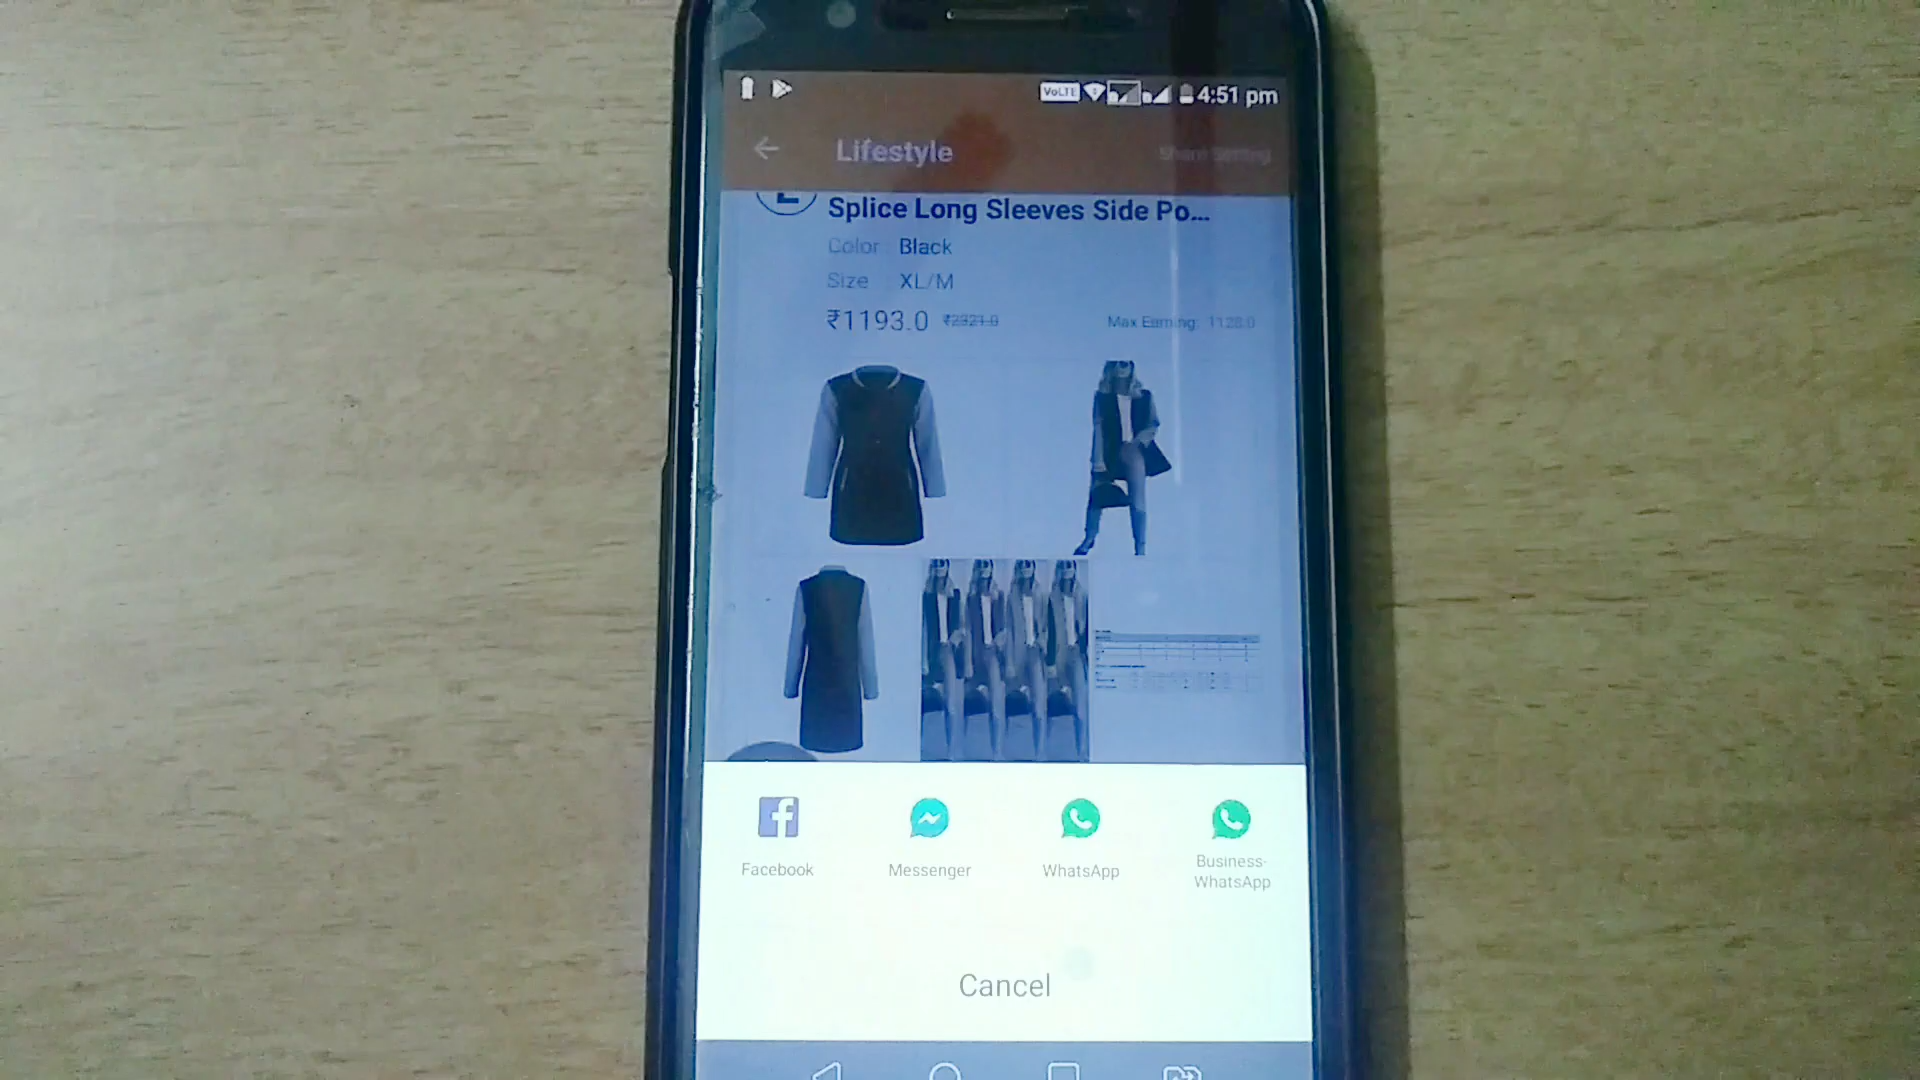 VoLTE 4:51 pm
Lifestyle Share Setting
Splice Long Sleeves Side Po...
Color : Black
Size : XL/M
₹1193.0 ₹2321.0 Max Earning: 1128.0
Facebook
Messenger
WhatsApp
Business-
WhatsApp
Cancel